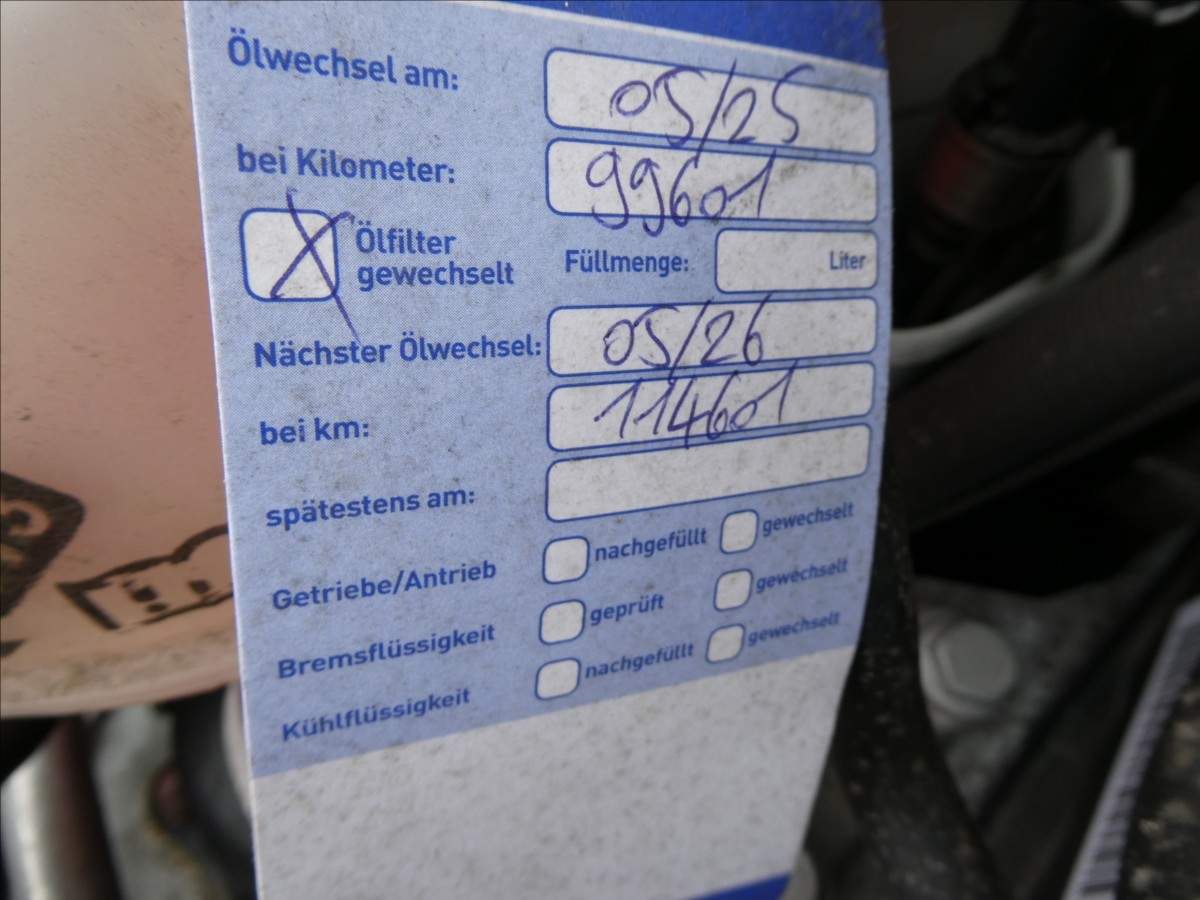 Ölwechsel am: 05/25
bei Kilometer: 99601
Ölfilter
gewechselt
Füllmenge: Liter
Nächster Ölwechsel: 05/26
bei km: 114601
spätestens am:
Getriebe/Antrieb nachgefüllt gewechselt
Bremsflüssigkeit geprüft gewechselt
Kühlflüssigkeit nachgefüllt gewechselt